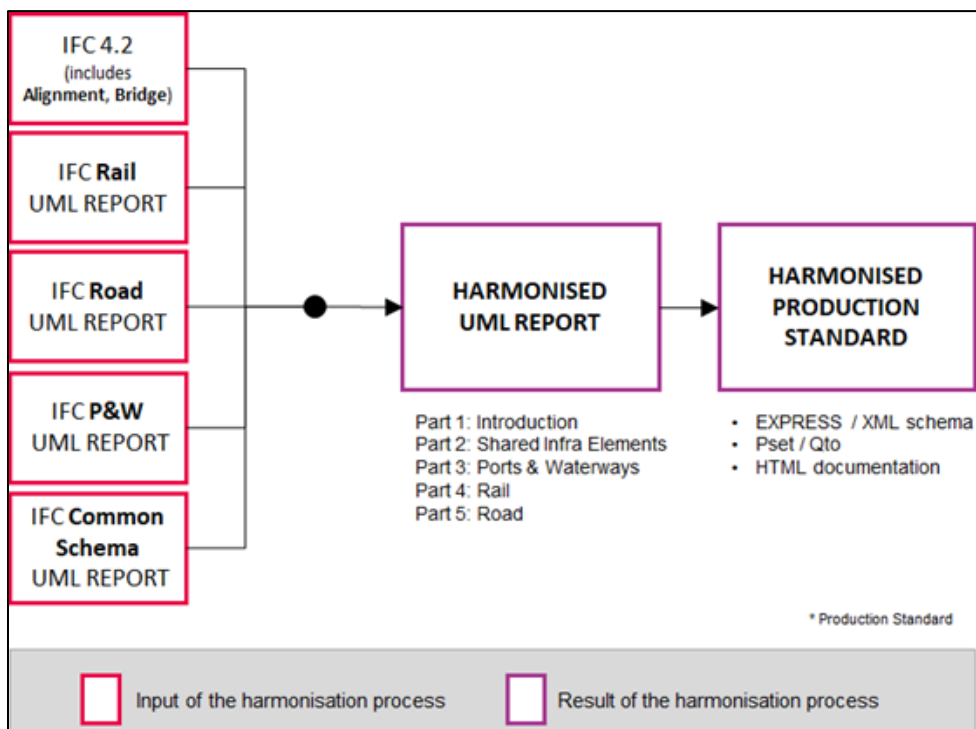 IFC 4.2
(includes
Alignment, Bridge)
IFC Rail
UML REPORT
IFC Road
UML REPORT
IFC P&W
UML REPORT
IFC Common
Schema
UML REPORT
HARMONISED
UML REPORT
Part 1: Introduction
Part 2: Shared Infra Elements
Part 3: Ports & Waterways
Part 4: Rail
Part 5: Road
HARMONISED
PRODUCTION
STANDARD
• EXPRESS / XML schema
• Pset / Qto
• HTML documentation
* Production Standard
Input of the harmonisation process
Result of the harmonisation process